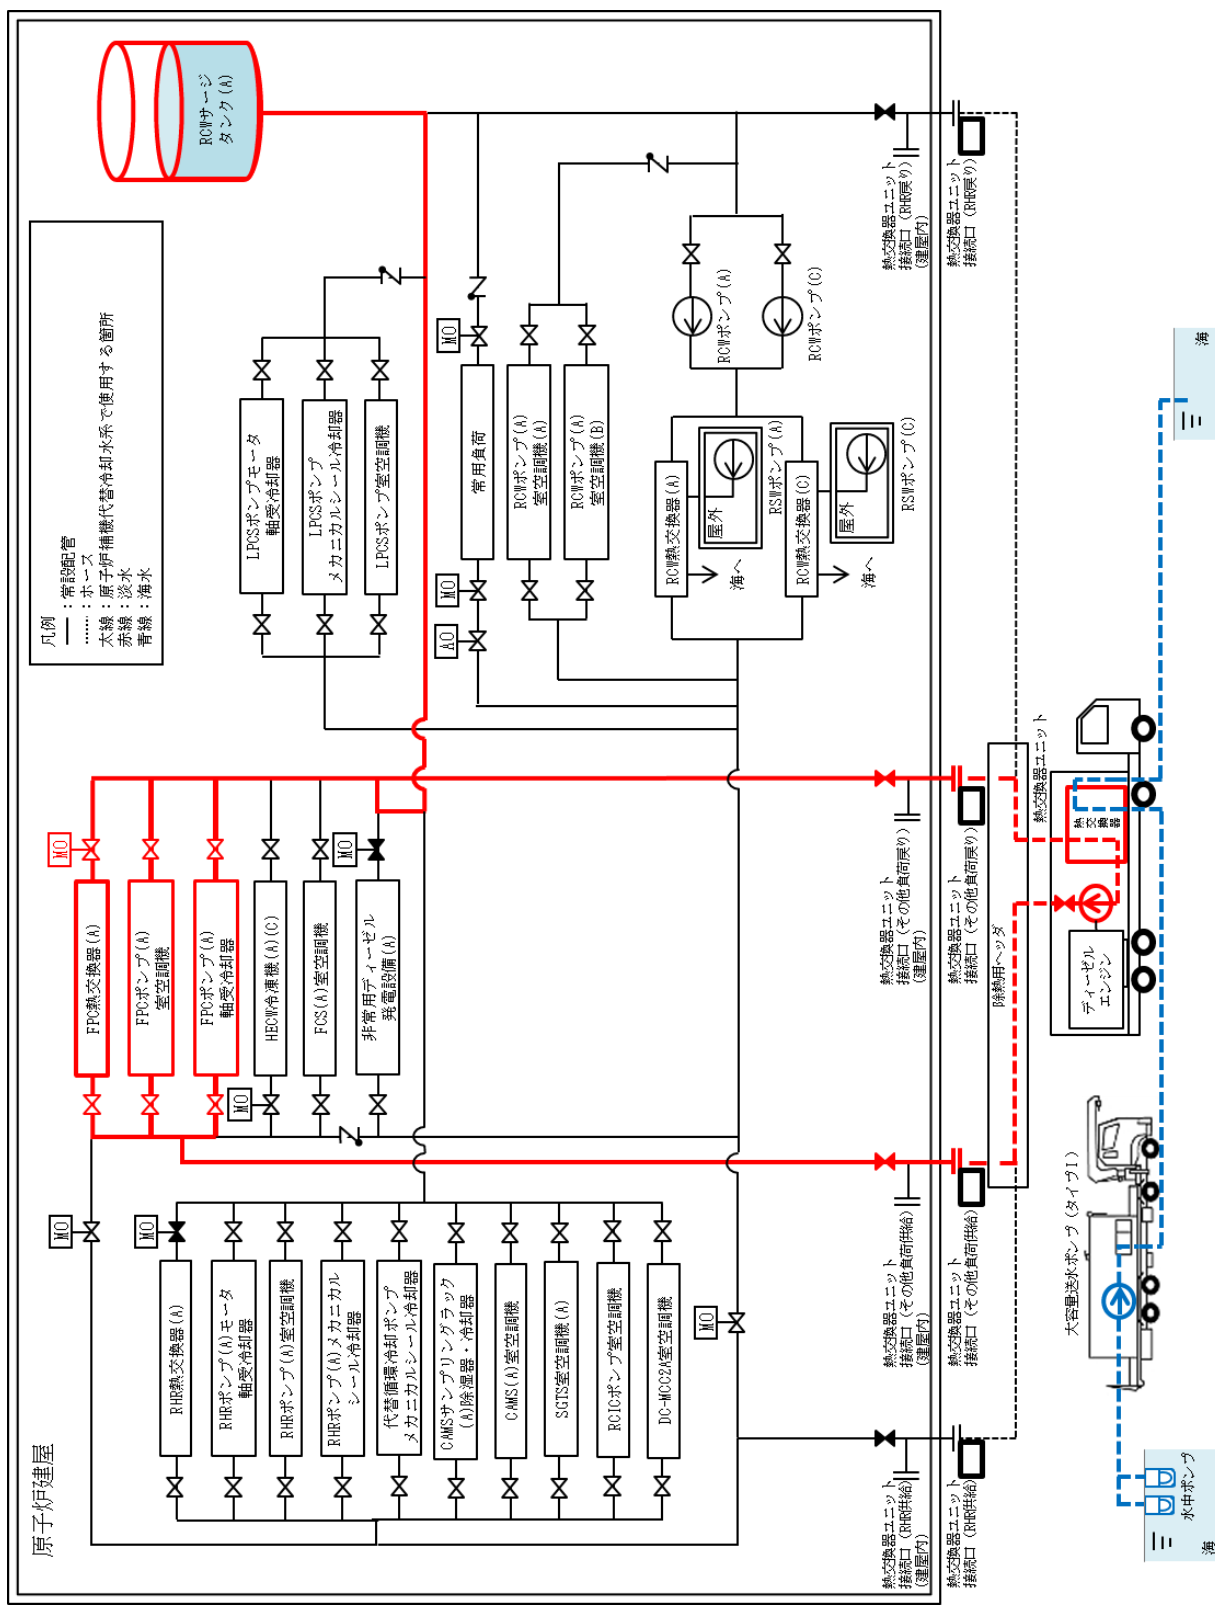 原子炉建屋
凡例
━ : 常設配管
…… : ホース
太線 : 原子炉補機代替冷却水系で使用する箇所
赤線 : 淡水
青線 : 海水
RCWサージ
タンク(A)
MO
FPC熱交換器(A)
FPCポンプ(A)
室空調機
FPCポンプ(A)
軸受冷却器
MO
HECW冷凍機(A)(C)
FCS(A)室空調機
MO
非常用ディーゼル
発電設備(A)
LPCSポンプモータ
軸受冷却器
LPCSポンプ
メカニカルシール冷却器
LPCSポンプ室空調機
MO
MO
RHR熱交換器(A)
RHRポンプ(A)モータ
軸受冷却器
RHRポンプ(A)室空調機
RHRポンプ(A)メカニカル
シール冷却器
代替循環冷却ポンプ
メカニカルシール冷却器
CAMSサンプリングラック
(A)除湿器・冷却器
CAMS(A)室空調機
SGTS室空調機(A)
RCICポンプ室空調機
DC-MCC2A室空調機
MO
AO
MO
常用負荷
MO
RCWポンプ(A)
室空調機(A)
RCWポンプ(A)
室空調機(B)
RCW熱交換器(A)
海へ
屋外
RSWポンプ(A)
RCW熱交換器(C)
海へ
屋外
RSWポンプ(C)
RCWポンプ(A)
RCWポンプ(C)
熱交換器ユニット
接続口(RHR供給)
(建屋内)
熱交換器ユニット
接続口(その他負荷供給)
(建屋内)
熱交換器ユニット
接続口(その他負荷戻り)
(建屋内)
熱交換器ユニット
接続口(RHR戻り)
(建屋内)
熱交換器ユニット
接続口(RHR供給)
熱交換器ユニット
接続口(その他負荷供給)
熱交換器ユニット
接続口(その他負荷戻り)
熱交換器ユニット
接続口(RHR戻り)
除熱用ヘッダ
熱交換器ユニット
熱交換器
ディーゼル
エンジン
大容量送水ポンプ(タイプI)
水中ポンプ
海
海